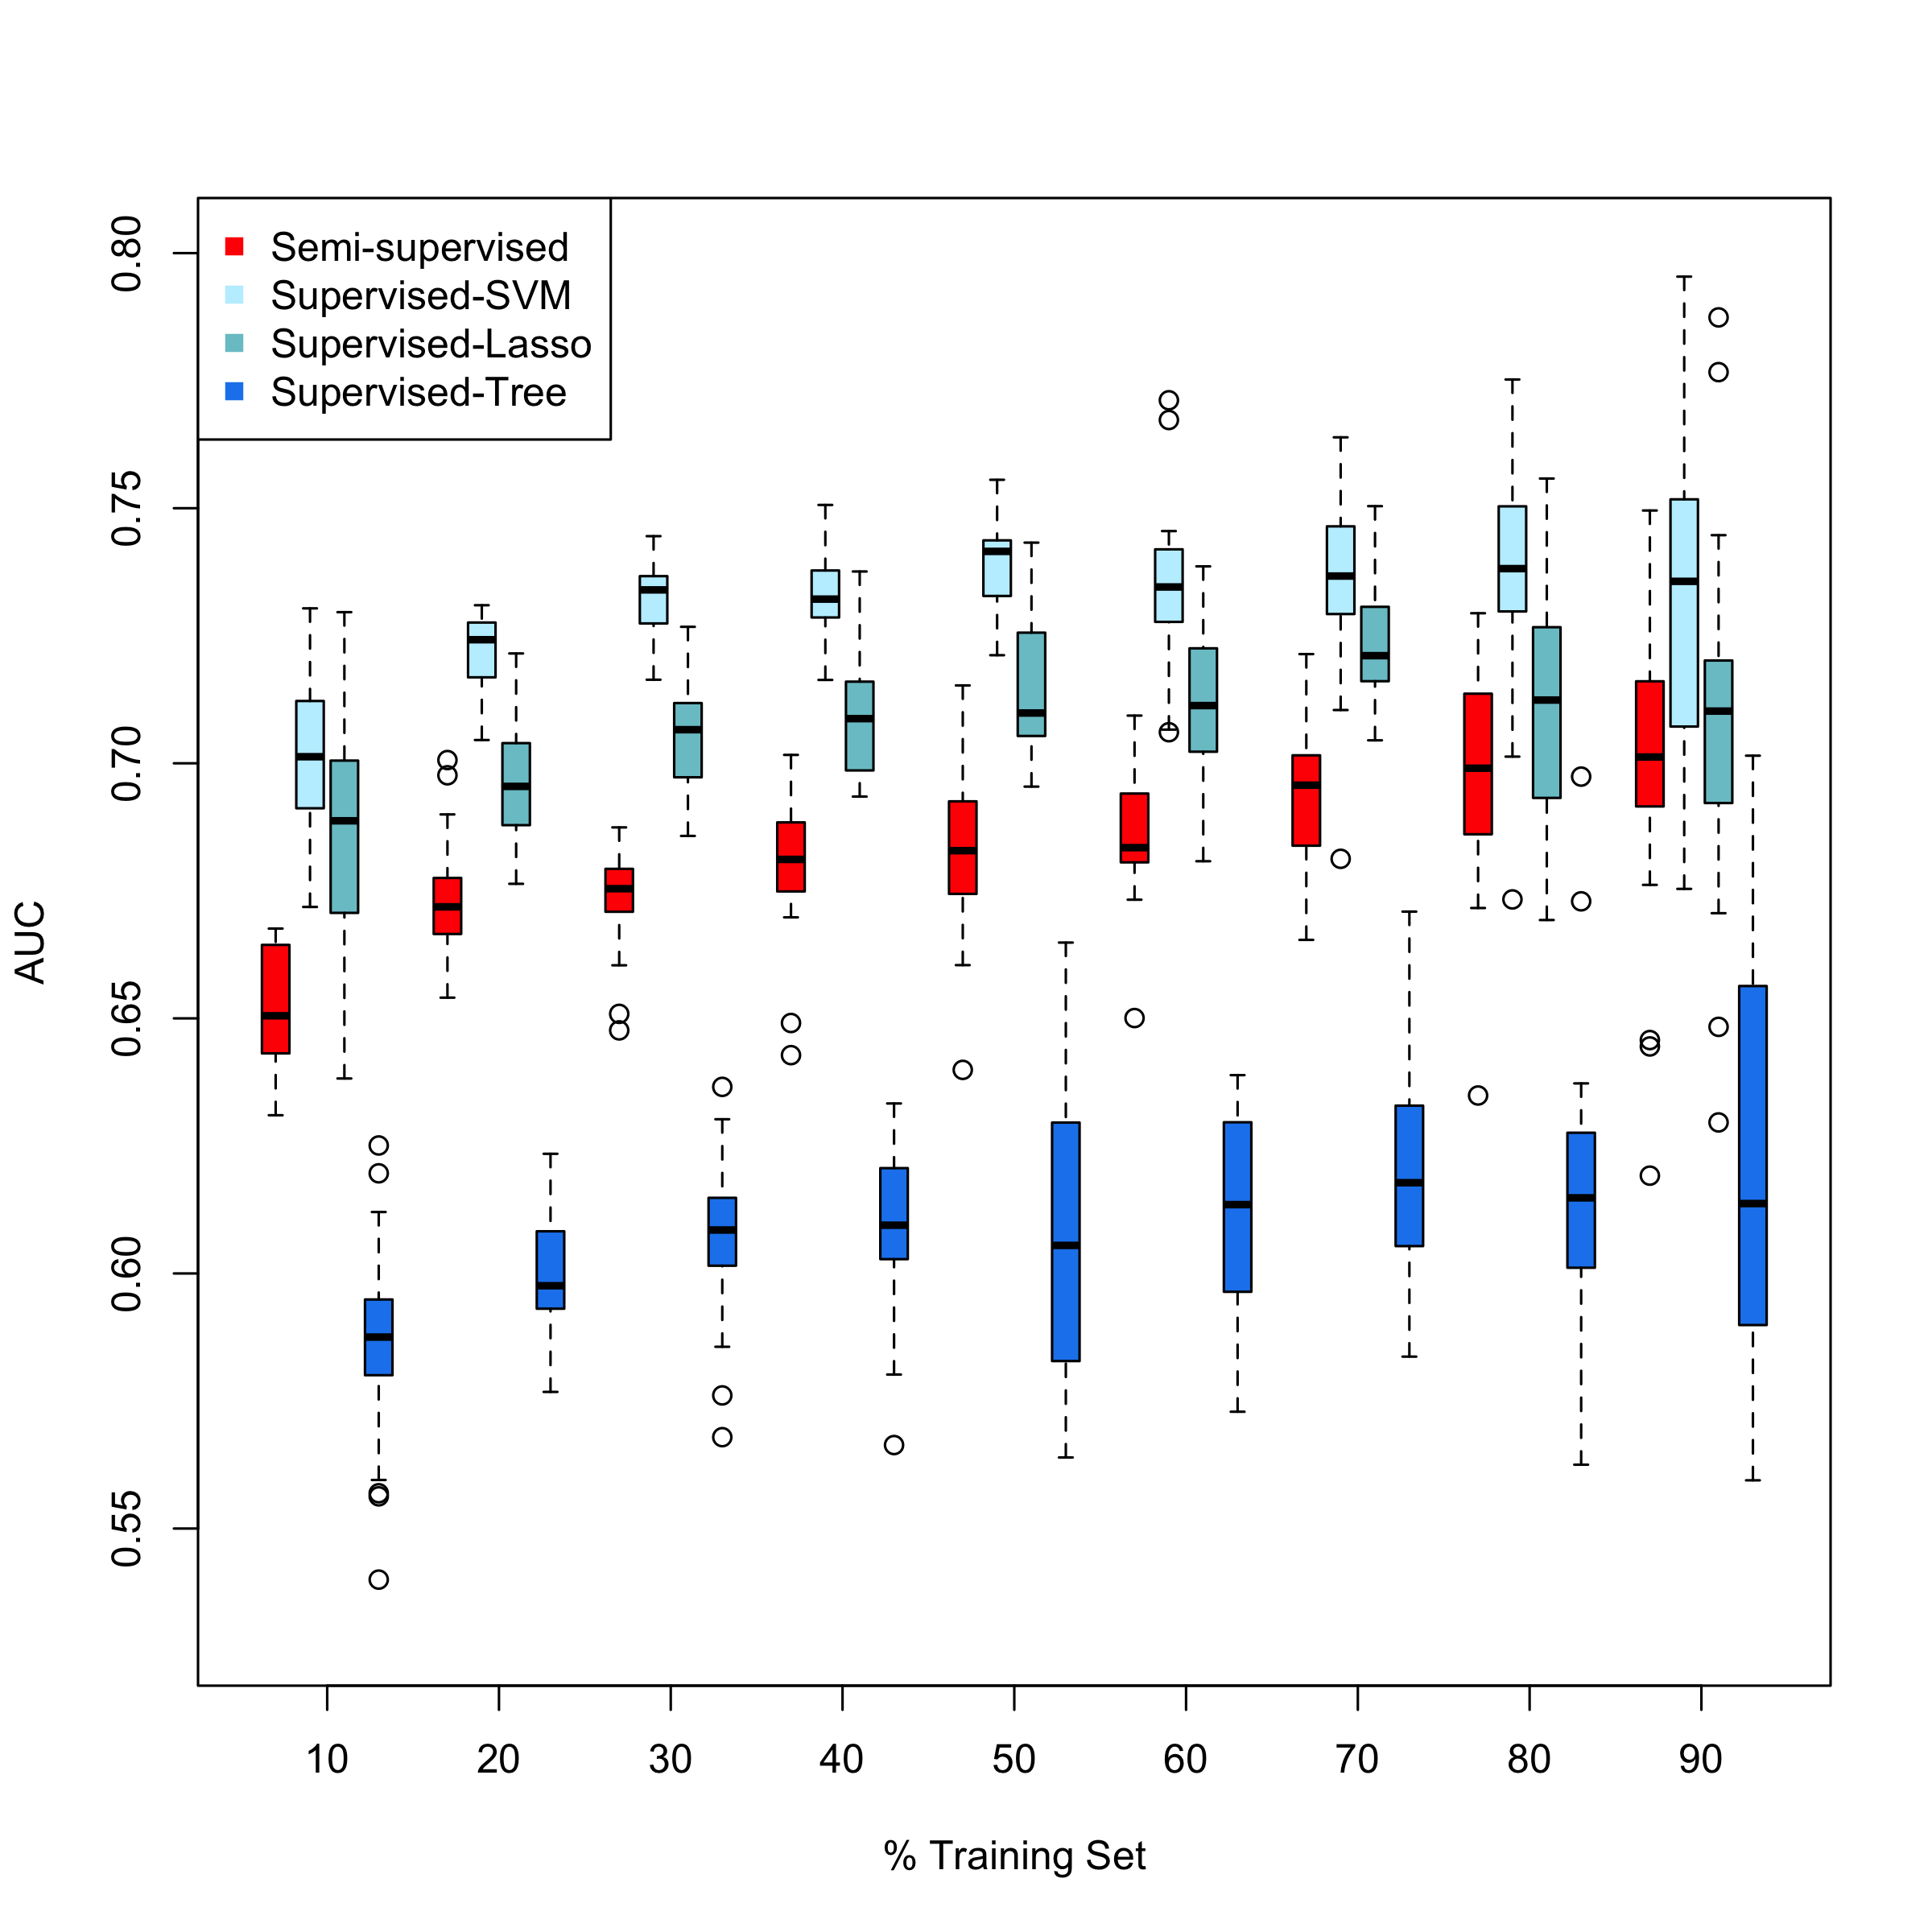 Semi-supervised
Supervised-SVM
Supervised-Lasso
Supervised-Tree
0.80
0.75
0.70
0.65
0.60
0.55
AUC
10 20 30 40 50 60 70 80 90
% Training Set